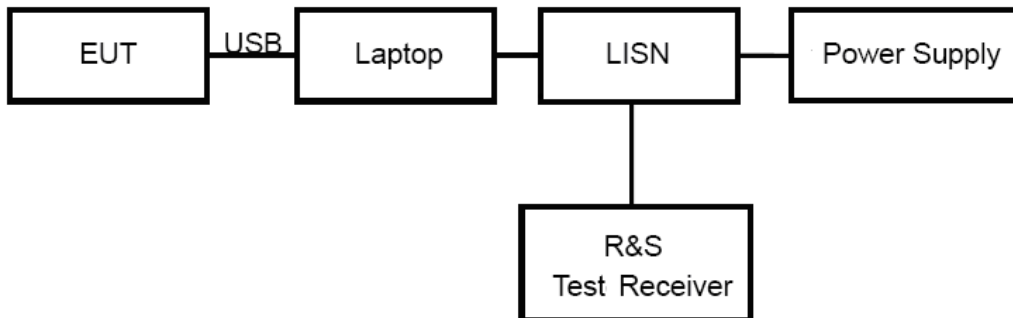 EUT
USB
Laptop
LISN
Power Supply
R&S
Test Receiver